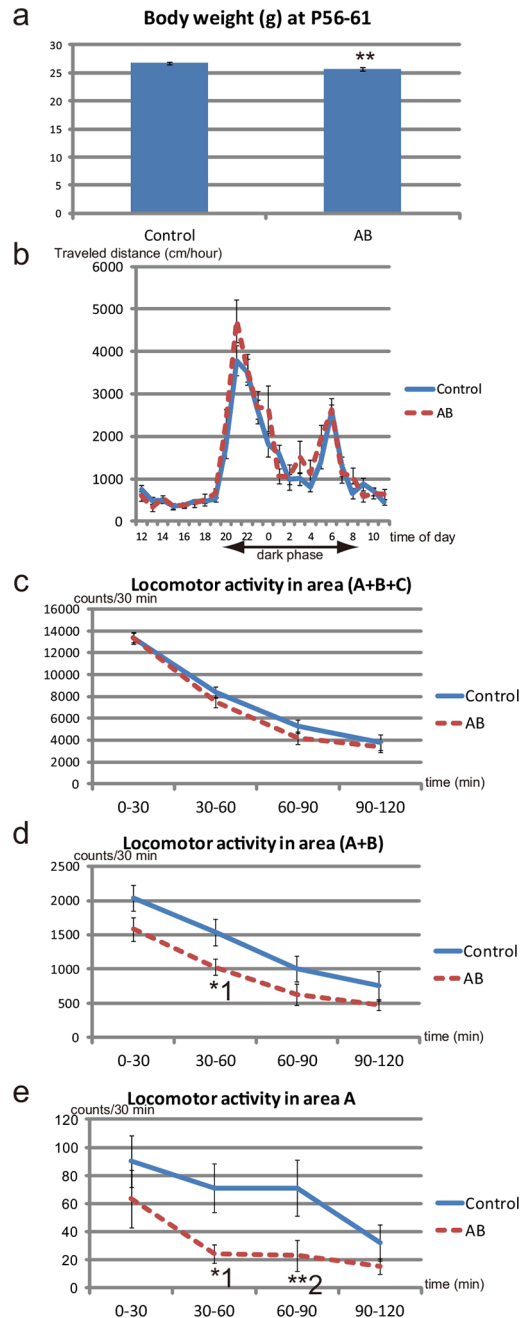 a
Body weight (g) at P56-61
30
25
20
15
10
5
0
**
Control AB
b
Traveled distance (cm/hour)
6000
5000
4000
3000
2000
1000
0
Control
AB
12 14 16 18 20 22 0 2 4 6 8 10 time of day
dark phase
c
Locomotor activity in area (A+B+C)
counts/30 min
16000
14000
12000
10000
8000
6000
4000
2000
0
Control
AB
time (min)
0-30 30-60 60-90 90-120
d
Locomotor activity in area (A+B)
counts/30 min
2500
2000
1500
1000
500
0
*1
Control
AB
time (min)
0-30 30-60 60-90 90-120
e
Locomotor activity in area A
counts/30 min
120
100
80
60
40
20
0
*1 **2
Control
AB
time (min)
0-30 30-60 60-90 90-120